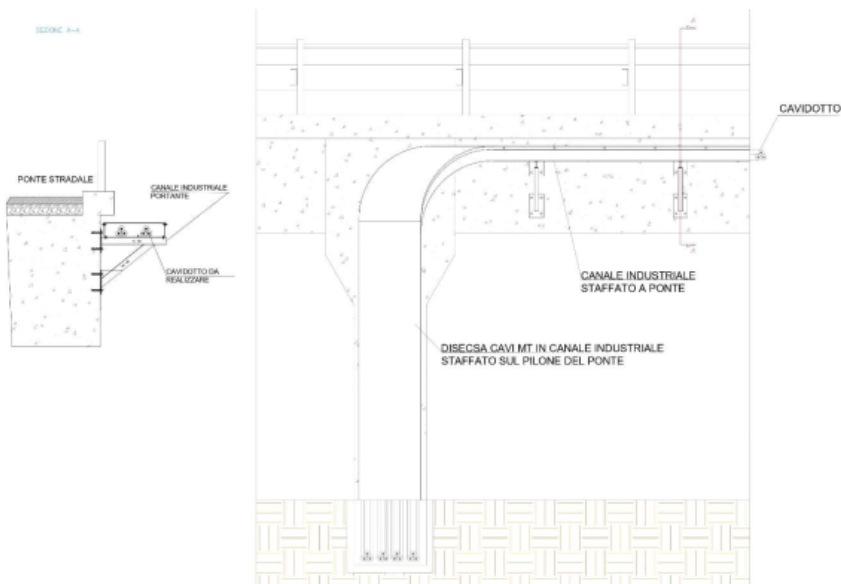 SEZIONE A-A
PONTE STRADALE
CANALE INDUSTRIALE
PORTANTE
CAVIDOTTO DA
REALIZZARE
CAVIDOTTO
CANALE INDUSTRIALE
STAFFATO A PONTE
DISECSA CAVI MT IN CANALE INDUSTRIALE
STAFFATO SUL PILONE DEL PONTE